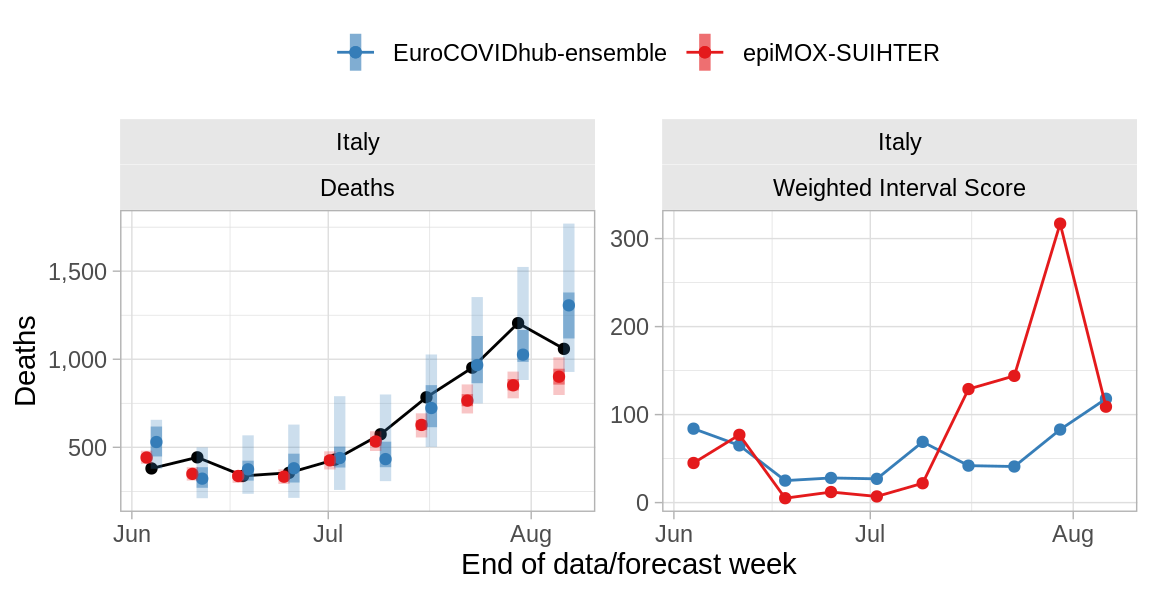 EuroCOVIDhub-ensemble epiMOX-SUIHTER
Italy
Deaths
Italy
Weighted Interval Score
Deaths
1,500
1,000
500
Jun Jul Aug
300
200
100
0
Jun Jul Aug
End of data/forecast week